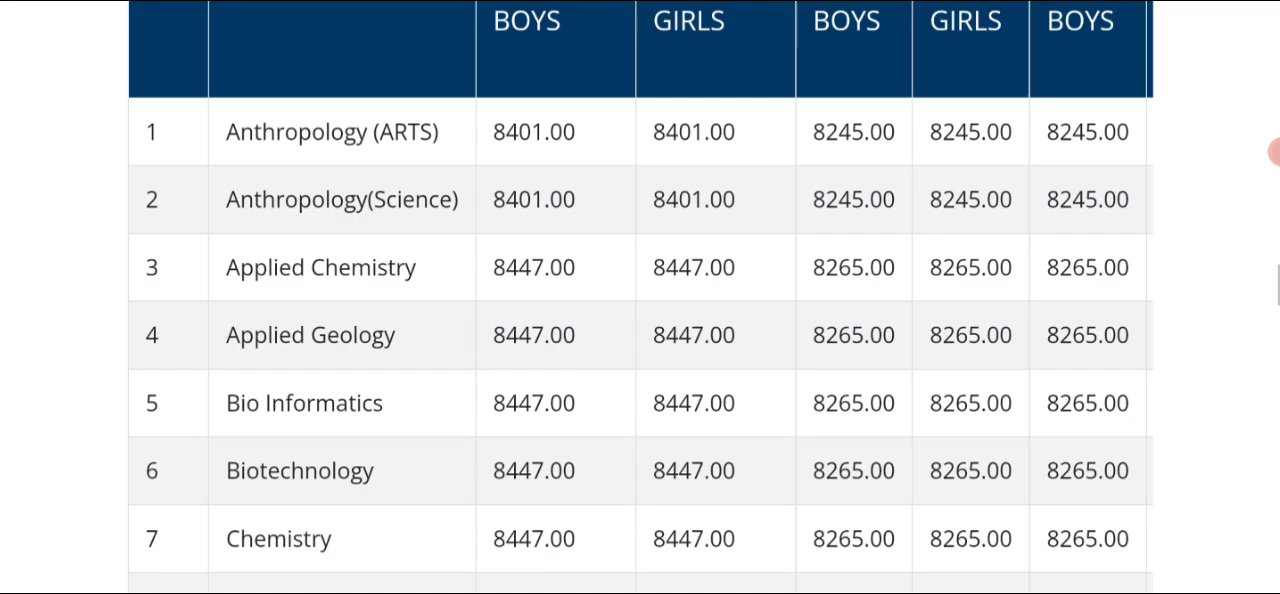 BOYS GIRLS BOYS GIRLS BOYS
1 Anthropology (ARTS) 8401.00 8401.00 8245.00 8245.00 8245.00
2 Anthropology(Science) 8401.00 8401.00 8245.00 8245.00 8245.00
3 Applied Chemistry 8447.00 8447.00 8265.00 8265.00 8265.00
4 Applied Geology 8447.00 8447.00 8265.00 8265.00 8265.00
5 Bio Informatics 8447.00 8447.00 8265.00 8265.00 8265.00
6 Biotechnology 8447.00 8447.00 8265.00 8265.00 8265.00
7 Chemistry 8447.00 8447.00 8265.00 8265.00 8265.00